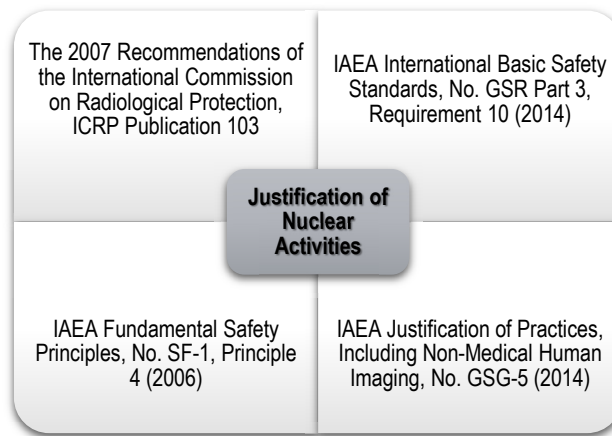 The 2007 Recommendations of
the International Commission
on Radiological Protection,
ICRP Publication 103
IAEA International Basic Safety
Standards, No. GSR Part 3,
Requirement 10 (2014)
Justification of
Nuclear
Activities
IAEA Fundamental Safety
Principles, No. SF-1, Principle
4 (2006)
IAEA Justification of Practices,
Including Non-Medical Human
Imaging, No. GSG-5 (2014)